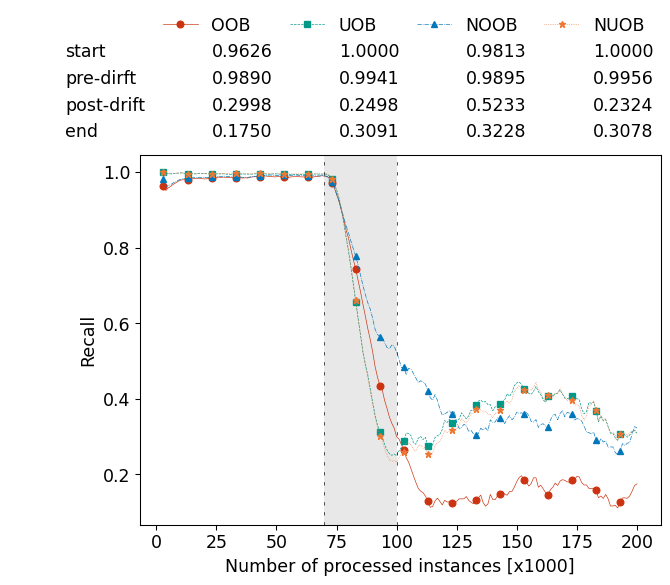 OOB UOB NOOB NUOB
start 0.9626 1.0000 0.9813 1.0000
pre-dirft 0.9890 0.9941 0.9895 0.9956
post-drift 0.2998 0.2498 0.5233 0.2324
end 0.1750 0.3091 0.3228 0.3078
1.0
0.8
0.6
0.4
0.2
Recall
0 25 50 75 100 125 150 175 200
Number of processed instances [x1000]